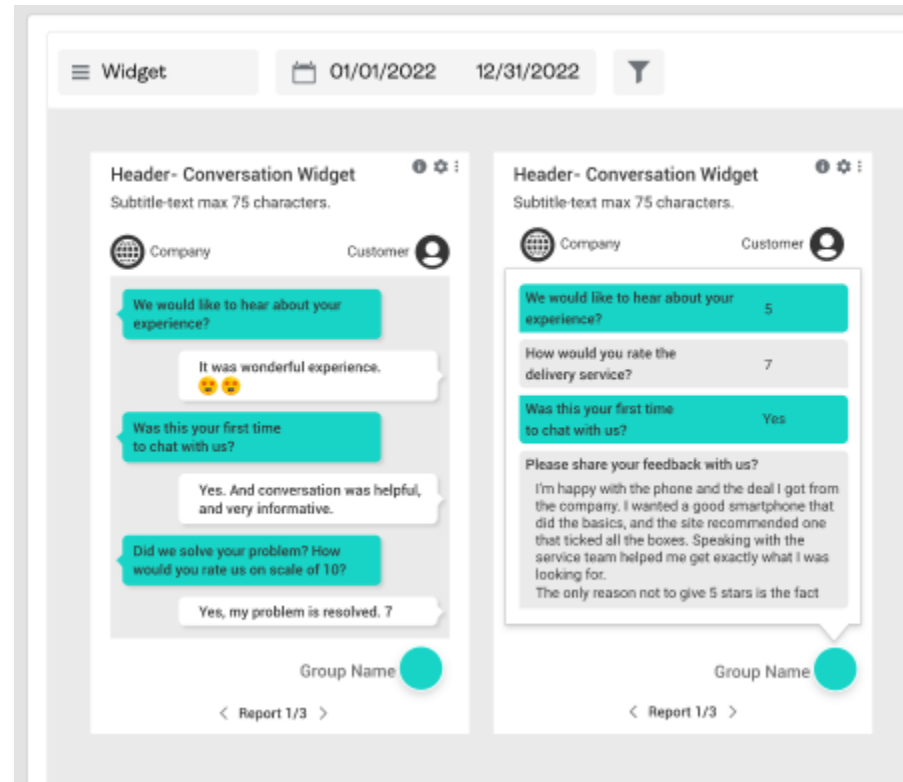 Widget
01/01/2022 12/31/2022
Header- Conversation Widget
Subtitle-text max 75 characters.
Company
Customer
We would like to hear about your
experience?
It was wonderful experience.
Was this your first time
to chat with us?
Yes. And conversation was helpful,
and very informative.
Did we solve your problem? How
would you rate us on scale of 10?
Yes, my problem is resolved. 7
Group Name
< Report 1/3 >
Header- Conversation Widget
Subtitle-text max 75 characters.
Company
Customer
We would like to hear about your
experience?
5
How would you rate the
delivery service?
7
Was this your first time
to chat with us?
Yes
Please share your feedback with us?
I'm happy with the phone and the deal I got from
the company. I wanted a good smartphone that
did the basics, and the site recommended one
that ticked all the boxes. Speaking with the
service team helped me get exactly what I was
looking for.
The only reason not to give 5 stars is the fact
Group Name
< Report 1/3 >